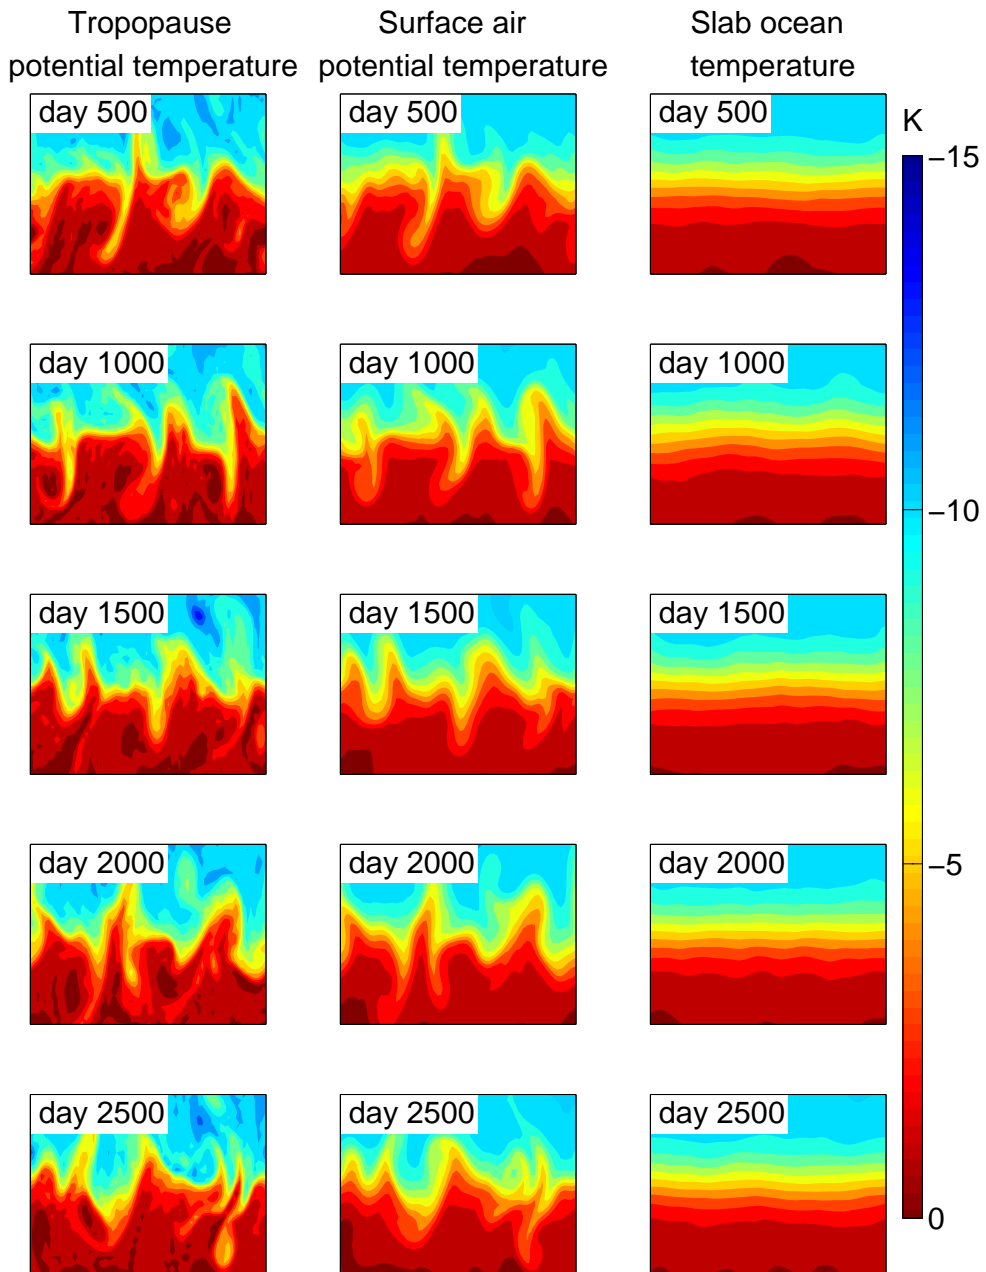 Tropopause
potential temperature
Surface air
potential temperature
Slab ocean
temperature
day 500
day 500
day 500
K
−15
day 1000
day 1000
day 1000
−10
day 1500
day 1500
day 1500
day 2000
day 2000
day 2000
−5
day 2500
day 2500
day 2500
0